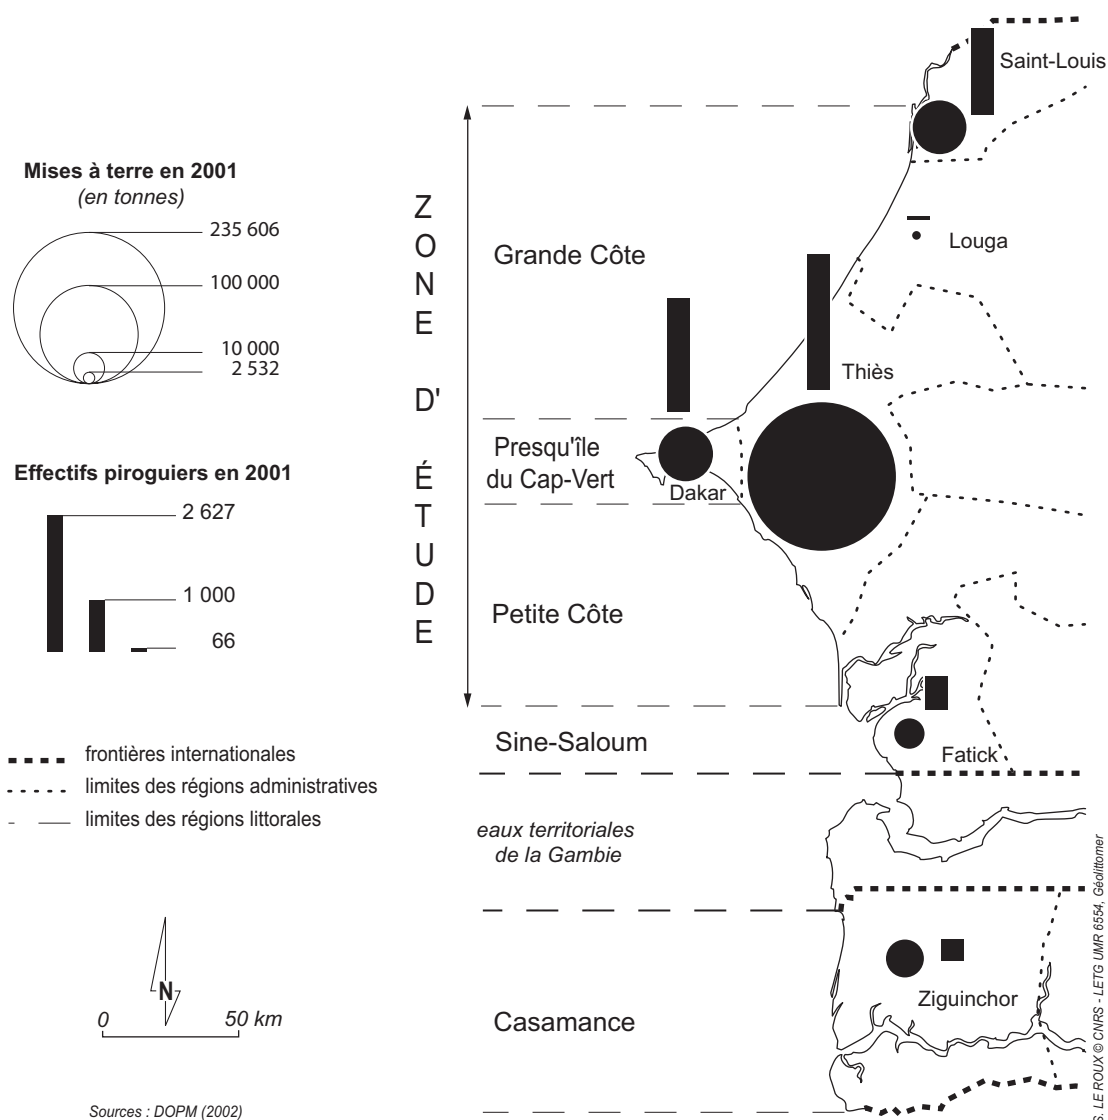 Mises à terre en 2001
(en tonnes)
235 606
100 000
10 000
2 532
Effectifs piroguiers en 2001
2 627
1 000
66
frontières internationales
limites des régions administratives
limites des régions littorales
N
0
50 km
Sources : DOPM (2002)
ZONE D'ÉTUDE
Grande Côte
Presqu'île
du Cap-Vert
Petite Côte
Sine-Saloum
eaux territoriales
de la Gambie
Casamance
Saint-Louis
Louga
Thiès
Dakar
Fatick
Ziguinchor
S. LE ROUX © CNRS - LETG UMR 6554, Géolittomer